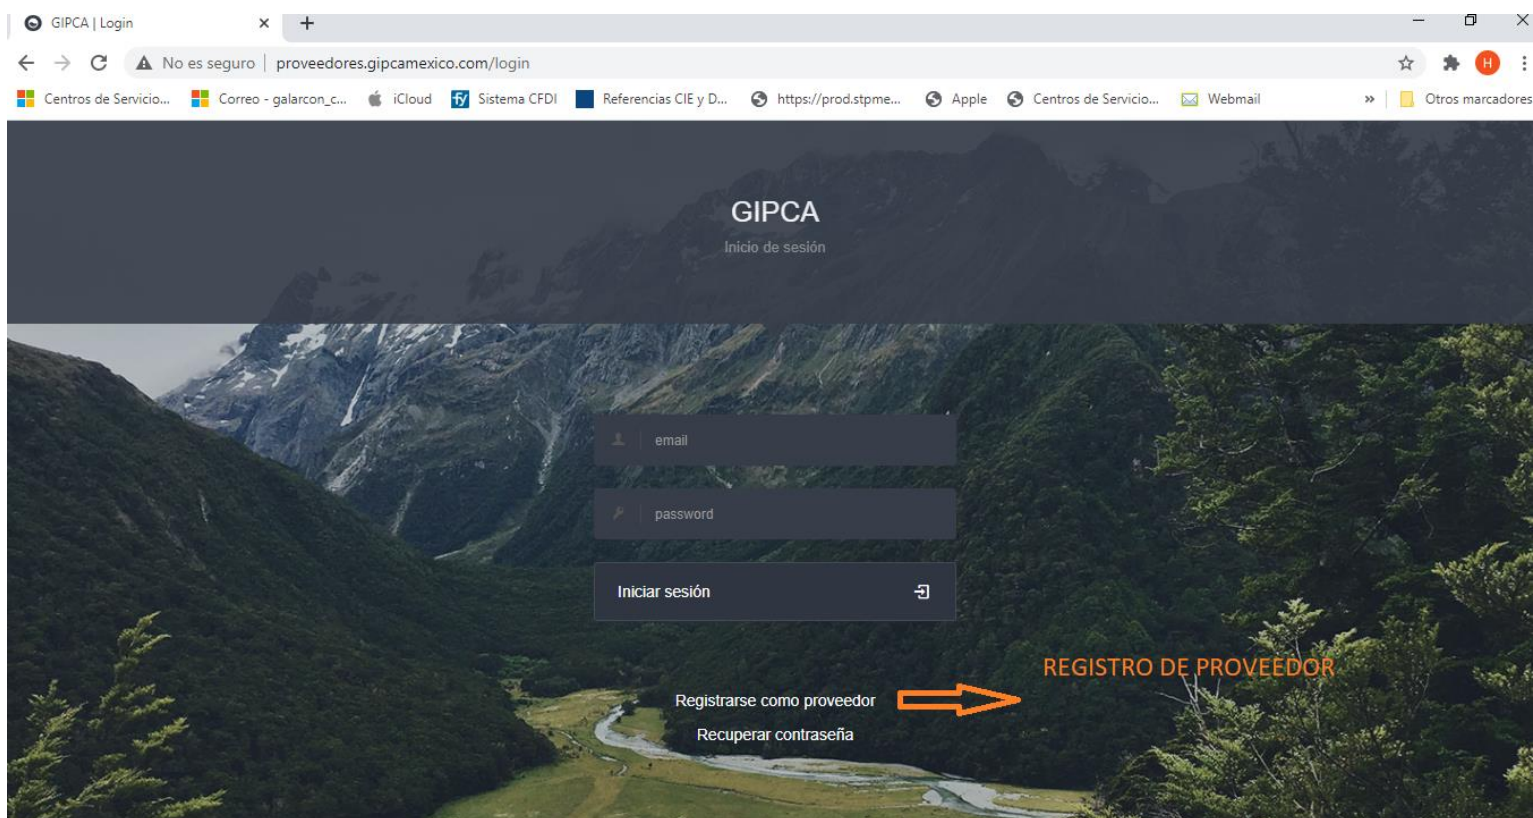 GIPCA | Login
No es seguro | proveedores.gipcamexico.com/login
H
Centros de Servicio... Correo - galarcon_c... iCloud fy Sistema CFDI Referencias CIE y D... https://prod.stpme... Apple Centros de Servicio... Webmail » Otros marcadores
GIPCA
Inicio de sesión
email
password
Iniciar sesión
REGISTRO DE PROVEEDOR
Registrarse como proveedor
Recuperar contraseña